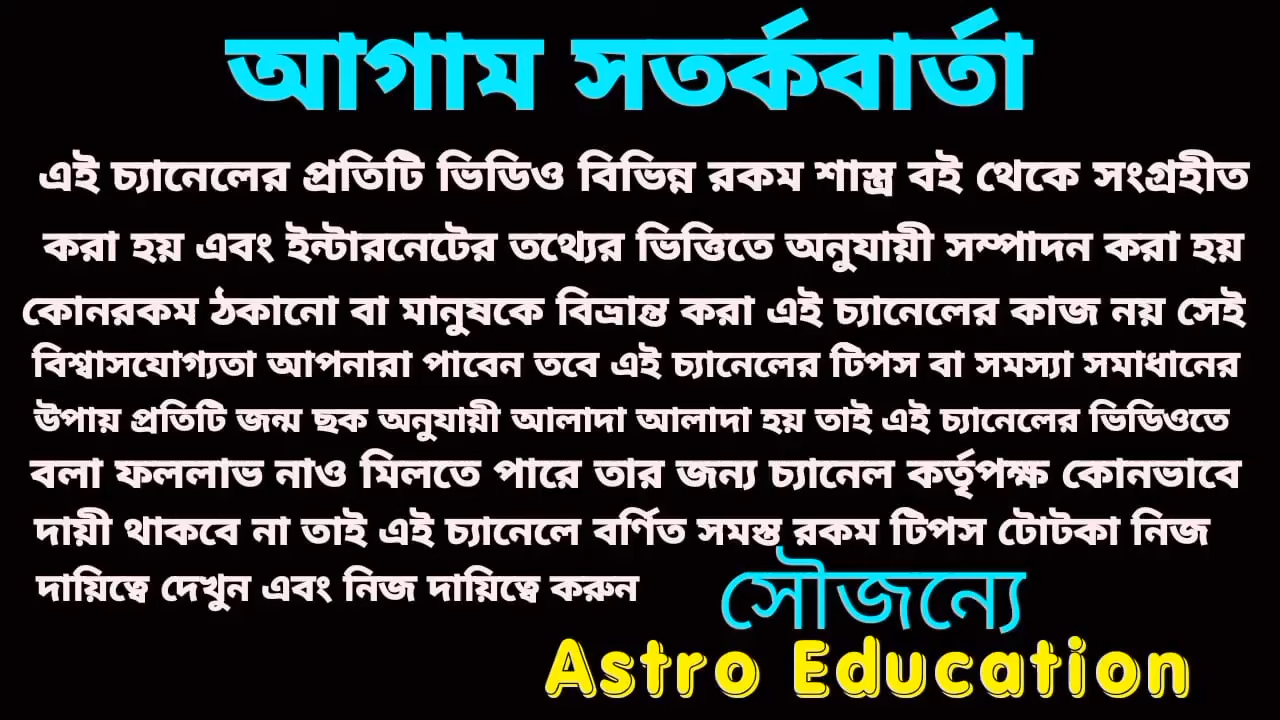 আগাম সতর্কবার্তা
এই চ্যানেলের প্রতিটি ভিডিও বিভিন্ন রকম শাস্ত্র বই থেকে সংগ্রহীত
করা হয় এবং ইন্টারনেটের তথ্যের ভিত্তিতে অনুযায়ী সম্পাদন করা হয়
কোনরকম ঠকানো বা মানুষকে বিভ্রান্ত করা এই চ্যানেলের কাজ নয় সেই
বিশ্বাসযোগ্যতা আপনারা পাবেন তবে এই চ্যানেলের টিপস বা সমস্যা সমাধানের
উপায় প্রতিটি জন্ম ছক অনুযায়ী আলাদা আলাদা হয় তাই এই চ্যানেলের ভিডিওতে
বলা ফললাভ নাও মিলতে পারে তার জন্য চ্যানেল কর্তৃপক্ষ কোনভাবে
দায়ী থাকবে না তাই এই চ্যানেলে বর্ণিত সমস্ত রকম টিপস টোটকা নিজ
দায়িত্বে দেখুন এবং নিজ দায়িত্বে করুন
সৌজন্যে
Astro Education